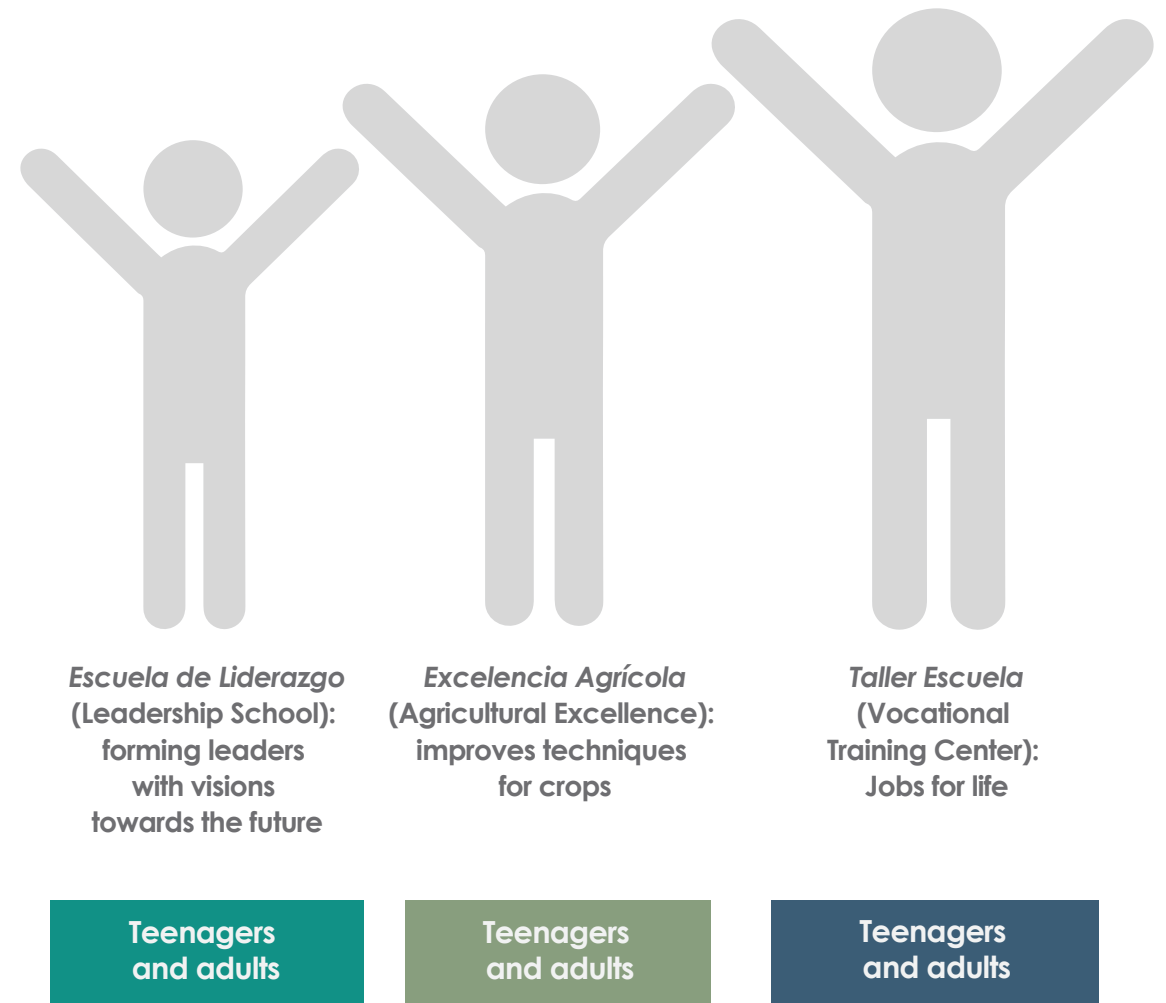 Escuela de Liderazgo
(Leadership School):
forming leaders
with visions
towards the future
Excelencia Agrícola
(Agricultural Excellence):
improves techniques
for crops
Taller Escuela
(Vocational
Training Center):
Jobs for life
Teenagers
and adults
Teenagers
and adults
Teenagers
and adults